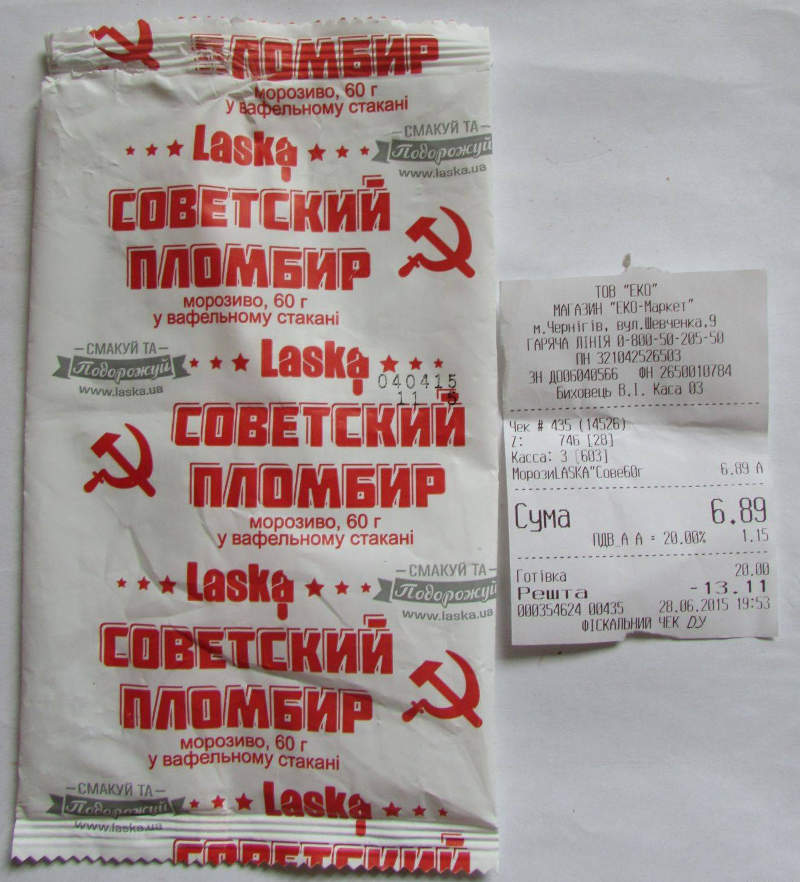 ПЛОМБИР
морозиво, 60 г
у вафельному стакані
Laska
СМАКУЙ ТА
Подорожуй
www.laska.ua
СОВЕТСКИЙ
ПЛОМБИР
морозиво, 60 г
у вафельному стакані
СМАКУЙ ТА
Подорожуй
www.laska.ua
Laska
040415
11
СОВЕТСКИЙ
ПЛОМБИР
морозиво, 60 г
у вафельному стакані
Laska
СМАКУЙ ТА
Подорожуй
www.laska.ua
СОВЕТСКИЙ
ПЛОМБИР
морозиво, 60 г
у вафельному стакані
СМАКУЙ ТА
Подорожуй
www.laska.ua
Laska
СОВЕТСКИЙ
ТОВ "ЕКО"
МАГАЗИН "ЕКО-Маркет"
м.Чернігів, вул.Шевченка,9
ГАРЯЧА ЛІНІЯ 0-800-50-205-50
ПН 321042526503
ЗН ДО06040566 ФН 2650010784
Биховець В.І. Каса 03
Чек # 435 (14526)
Z: 746 [28]
Касса: 3 [603]
МорозиLASKA"Сове60г 6.89 А
Сума 6.89
ПДВ А А = 20.00% 1.15
Готівка 20.00
Решта -13.11
000354624 00435 28.06.2015 19:53
ФІСКАЛЬНИЙ ЧЕК